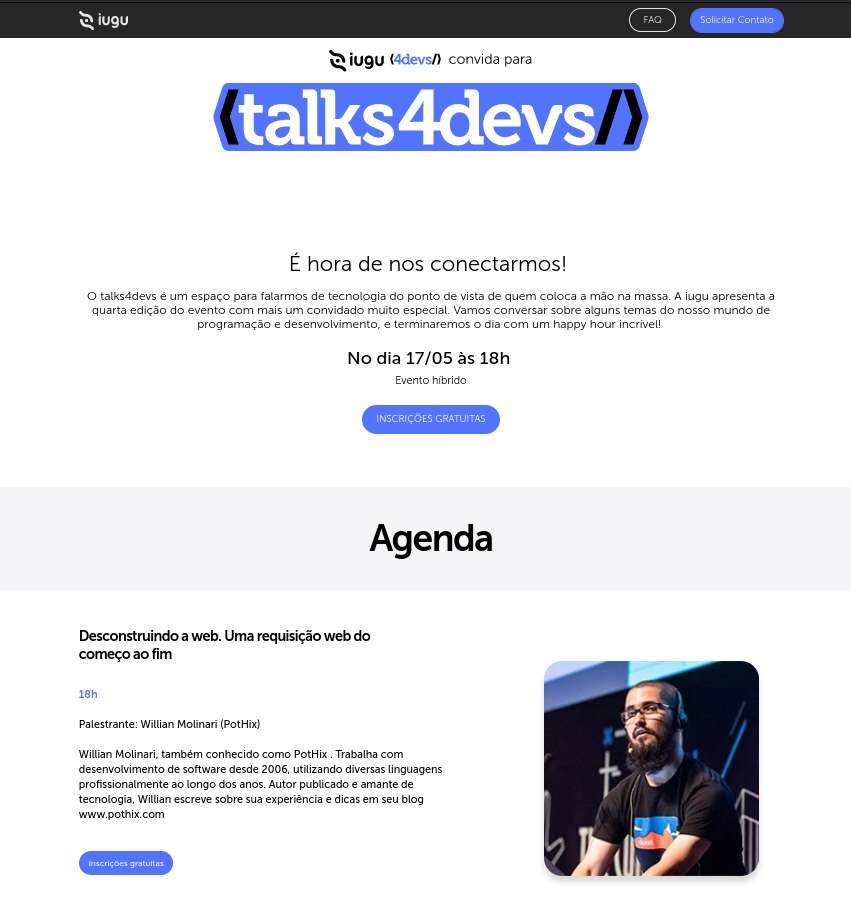 iugu
FAQ
Solicitar Contato
iugu {4devs/} convida para
{talks4devs/}
É hora de nos conectarmos!
O talks4devs é um espaço para falarmos de tecnologia do ponto de vista de quem coloca a mão na massa. A iugu apresenta a
quarta edição do evento com mais um convidado muito especial. Vamos conversar sobre alguns temas do nosso mundo de
programação e desenvolvimento, e terminaremos o dia com um happy hour incrível!
No dia 17/05 às 18h
Evento híbrido
INSCRIÇÕES GRATUITAS
Agenda
Desconstruindo a web. Uma requisição web do
começo ao fim
18h
Palestrante: Willian Molinari (PotHix)
Willian Molinari, também conhecido como PotHix . Trabalha com
desenvolvimento de software desde 2006, utilizando diversas linguagens
profissionalmente ao longo dos anos. Autor publicado e amante de
tecnologia, Willian escreve sobre sua experiência e dicas em seu blog
www.pothix.com
Inscrições gratuitas